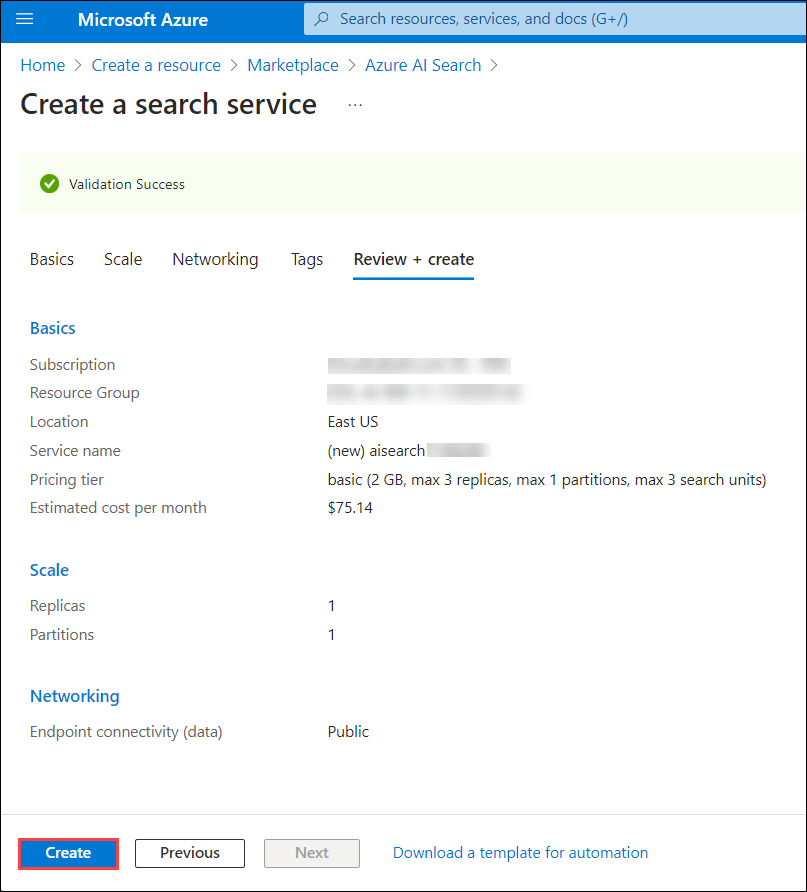 Microsoft Azure
Search resources, services, and docs (G+/)
Home > Create a resource > Marketplace > Azure AI Search >
Create a search service ...
Validation Success
Basics Scale Networking Tags Review + create
Basics
Subscription
Resource Group
Location East US
Service name (new) aisearch
Pricing tier basic (2 GB, max 3 replicas, max 1 partitions, max 3 search units)
Estimated cost per month $75.14
Scale
Replicas 1
Partitions 1
Networking
Endpoint connectivity (data) Public
Create Previous Next Download a template for automation